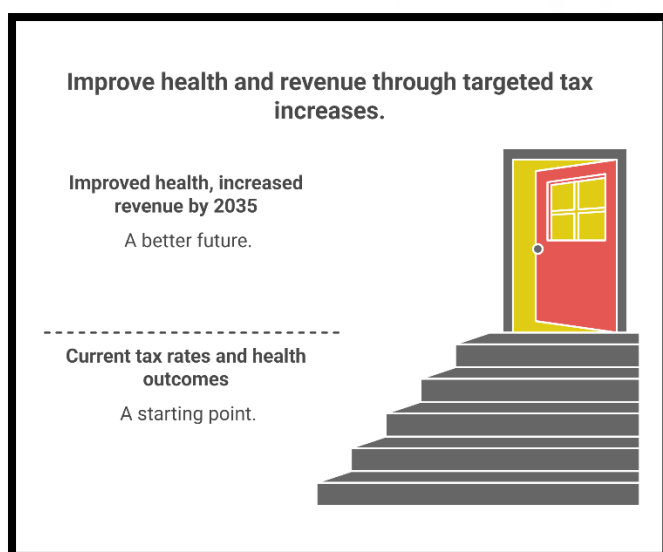 Improve health and revenue through targeted tax
increases.
Improved health, increased
revenue by 2035
A better future.
Current tax rates and health
outcomes
A starting point.